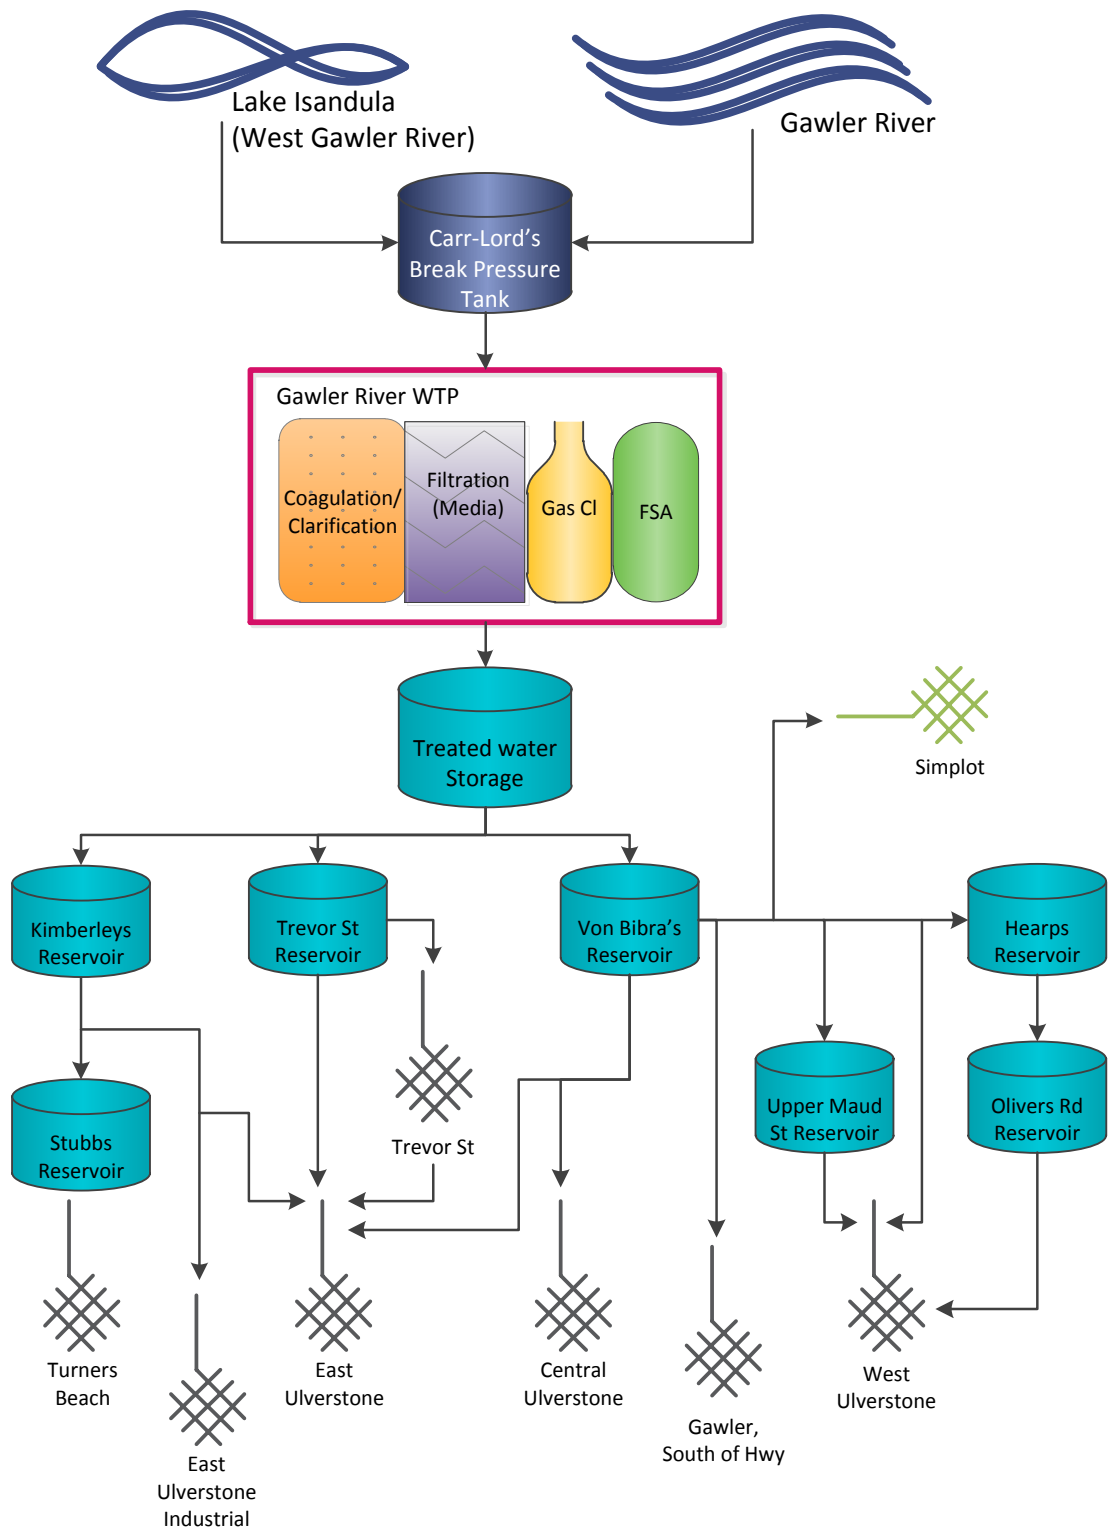 Lake Isandula
(West Gawler River)
Gawler River
Carr-Lord's
Break Pressure
Tank
Gawler River WTP
Coagulation/
Clarification
Filtration
(Media)
Gas Cl
FSA
Treated water
Storage
Simplot
Kimberleys
Reservoir
Trevor St
Reservoir
Von Bibra's
Reservoir
Hearps
Reservoir
Stubbs
Reservoir
Trevor St
Upper Maud
St Reservoir
Olivers Rd
Reservoir
Turners
Beach
East
Ulverstone
Industrial
East
Ulverstone
Central
Ulverstone
Gawler,
South of Hwy
West
Ulverstone